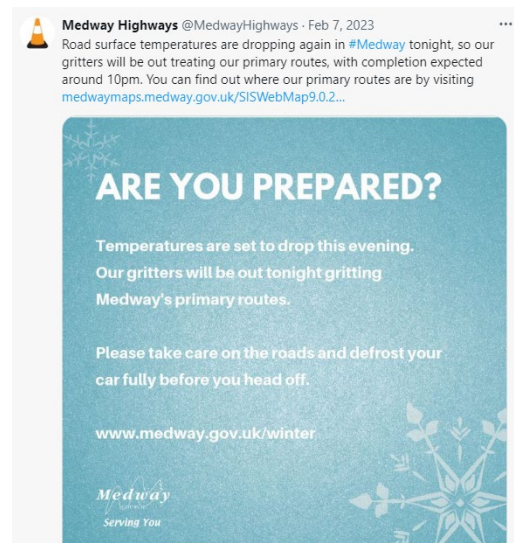 Medway Highways @MedwayHighways · Feb 7, 2023
Road surface temperatures are dropping again in #Medway tonight, so our
gritters will be out treating our primary routes, with completion expected
around 10pm. You can find out where our primary routes are by visiting
medwaymaps.medway.gov.uk/SISWebMap9.0.2...
ARE YOU PREPARED?
Temperatures are set to drop this evening.
Our gritters will be out tonight gritting
Medway's primary routes.
Please take care on the roads and defrost your
car fully before you head off.
www.medway.gov.uk/winter
Medway
Serving You